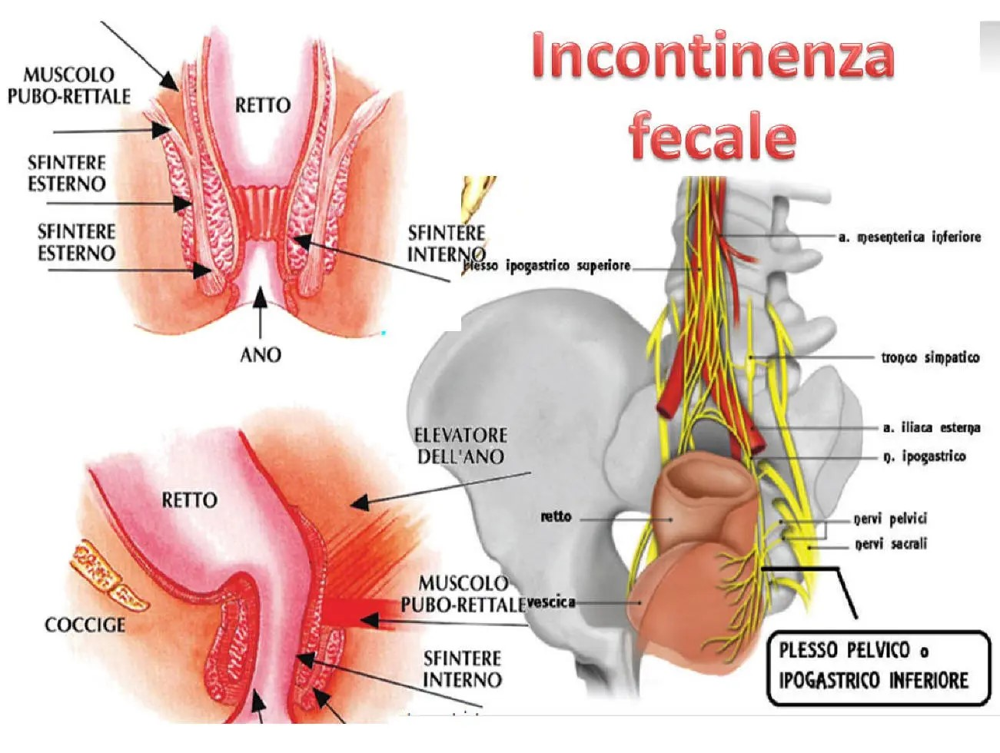 Incontinenza
fecale
MUSCOLO
PUBO-RETTALE
RETTO
SFINTERE
ESTERNO
SFINTERE
ESTERNO
SFINTERE
INTERNO
ANO
plesso ipogastrico superiore
a. mesenterica inferiore
tronco simpatico
a. iliaca esterna
n. ipogastrico
retto
nervi pelvici
nervi sacrali
vescica
PLESSO PELVICO o
IPOGASTRICO INFERIORE
ELEVATORE
DELL'ANO
RETTO
COCCIGE
MUSCOLO
PUBO-RETTALE
SFINTERE
INTERNO